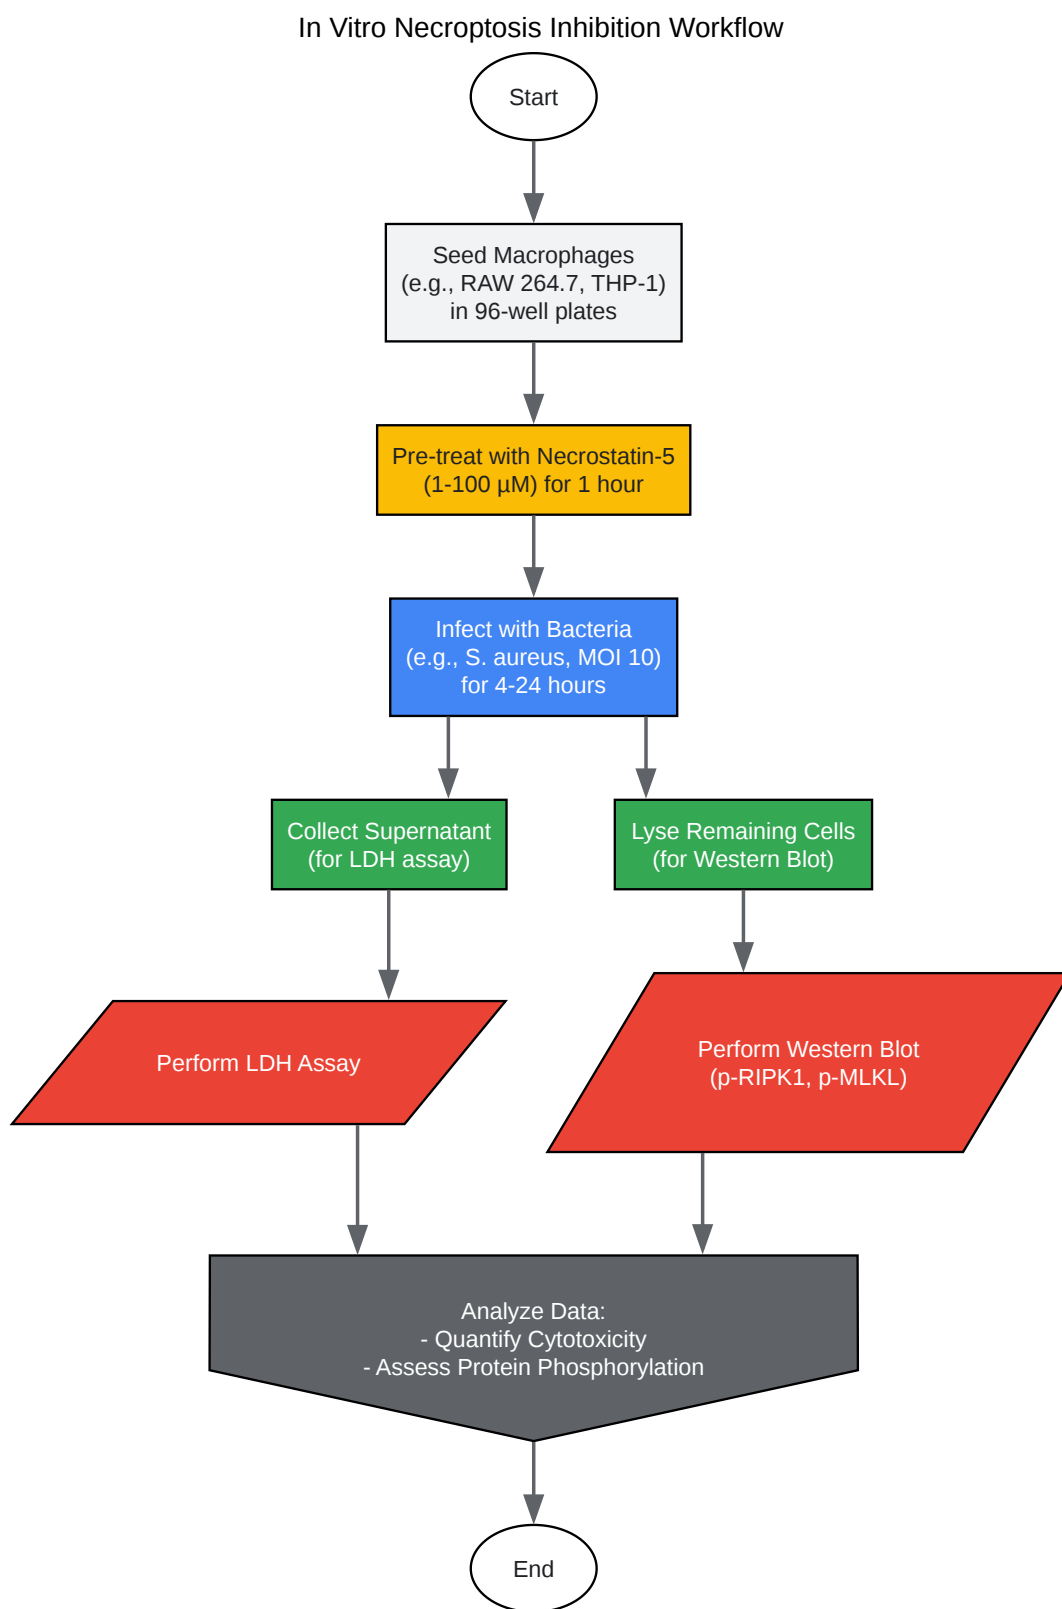 In Vitro Necroptosis Inhibition Workflow
Start
Seed Macrophages
(e.g., RAW 264.7, THP-1)
in 96-well plates
Pre-treat with Necrostatin-5
(1-100 µM) for 1 hour
Infect with Bacteria
(e.g., S. aureus, MOI 10)
for 4-24 hours
Collect Supernatant
(for LDH assay)
Lyse Remaining Cells
(for Western Blot)
Perform LDH Assay
Perform Western Blot
(p-RIPK1, p-MLKL)
Analyze Data:
- Quantify Cytotoxicity
- Assess Protein Phosphorylation
End